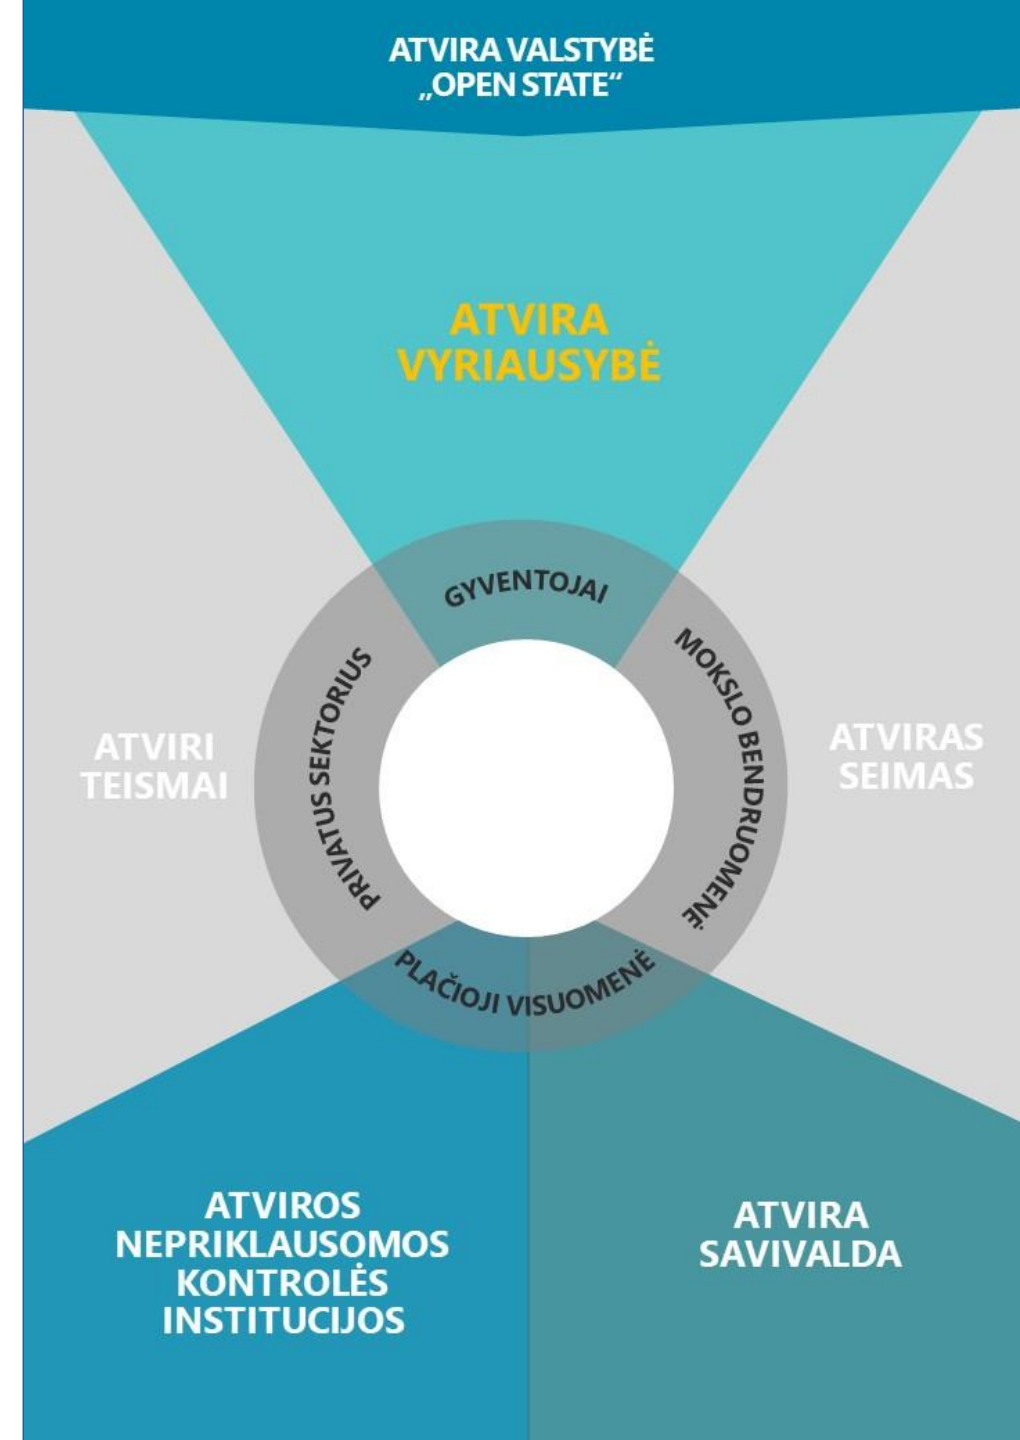 ATVIRA VALSTYBĖ
„OPEN STATE“
ATVIRA
VYRIAUSYBĖ
GYVENTOJAI
PRIVATUS SEKTORIUS
MOKSLO BENDRUOMENĖ
ATVIRI
TEISMAI
ATVIRAS
SEIMAS
PLAČIOJI VISUOMENĖ
ATVIROS
NEPRIKLAUSOMOS
KONTROLĖS
INSTITUCIJOS
ATVIRA
SAVIVALDA